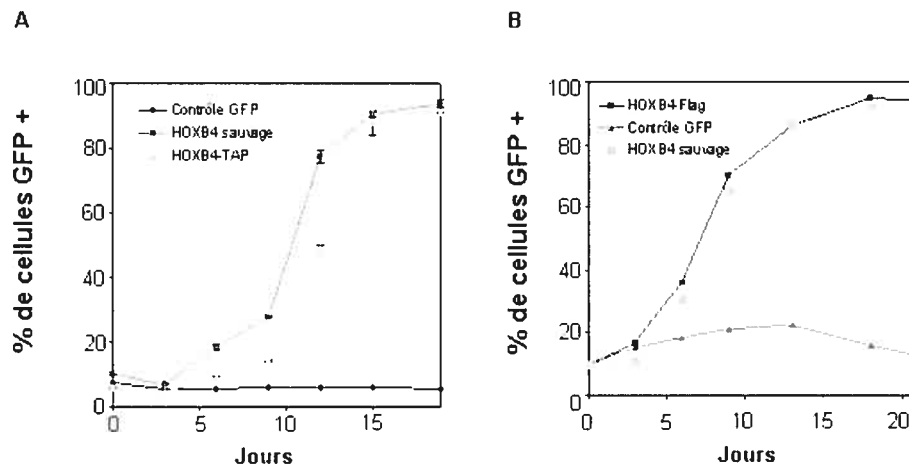 A
% de cellules GFP +
100
80
60
40
20
0
Contrôle GFP
HOXB4 sauvage
HOXB4-TAP
0
5
10
15
Jours
B
% de cellules GFP +
100
80
60
40
20
0
HOXB4 Flag
Contrôle GFP
HOXB4 sauvage
0
5
10
15
20
Jours